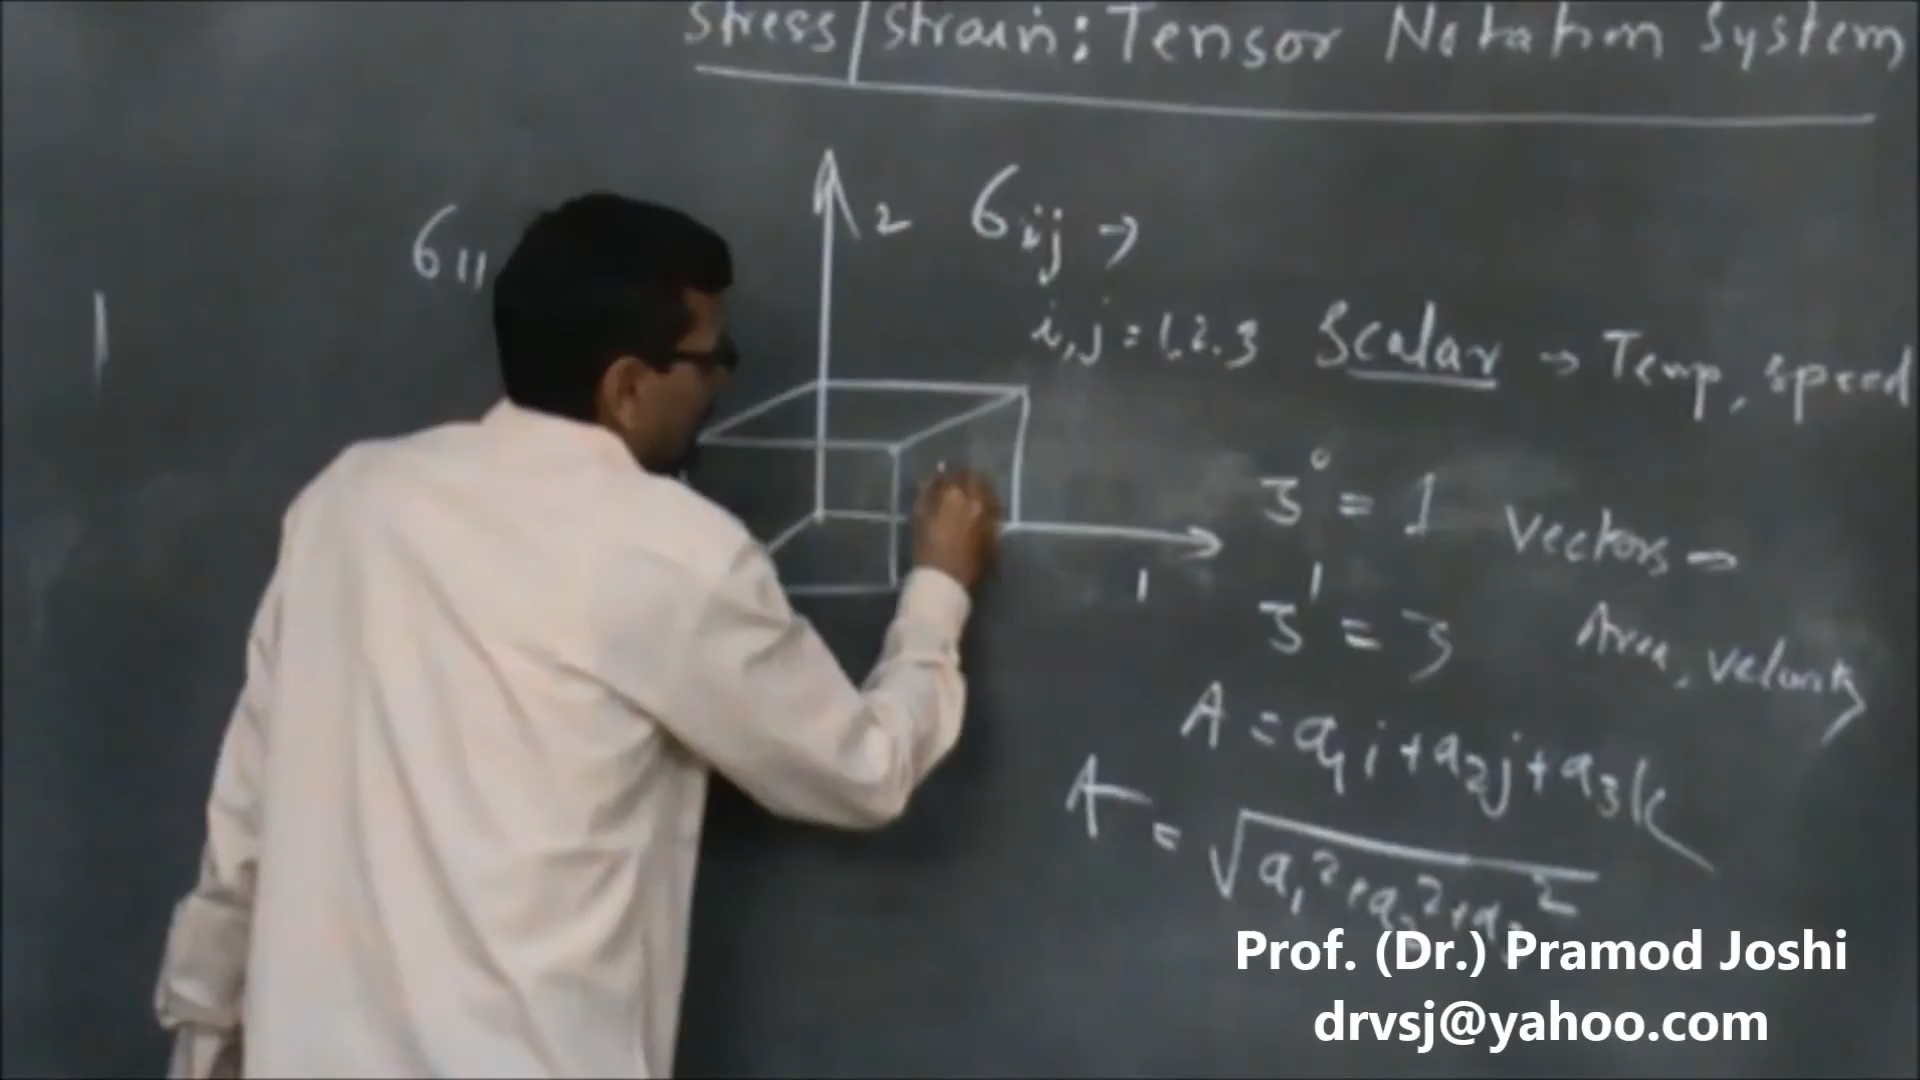 Stress/Strain: Tensor Notation System
2 σij →
σ11
1
i,j = 1,2,3 Scalar → Temp, speed
3⁰ = 1 Vectors →
1
3¹ = 3 Area, velocity
A = a1i + a2j + a3k
A = √a1² + a2² + a3²
Prof. (Dr.) Pramod Joshi
drvsj@yahoo.com